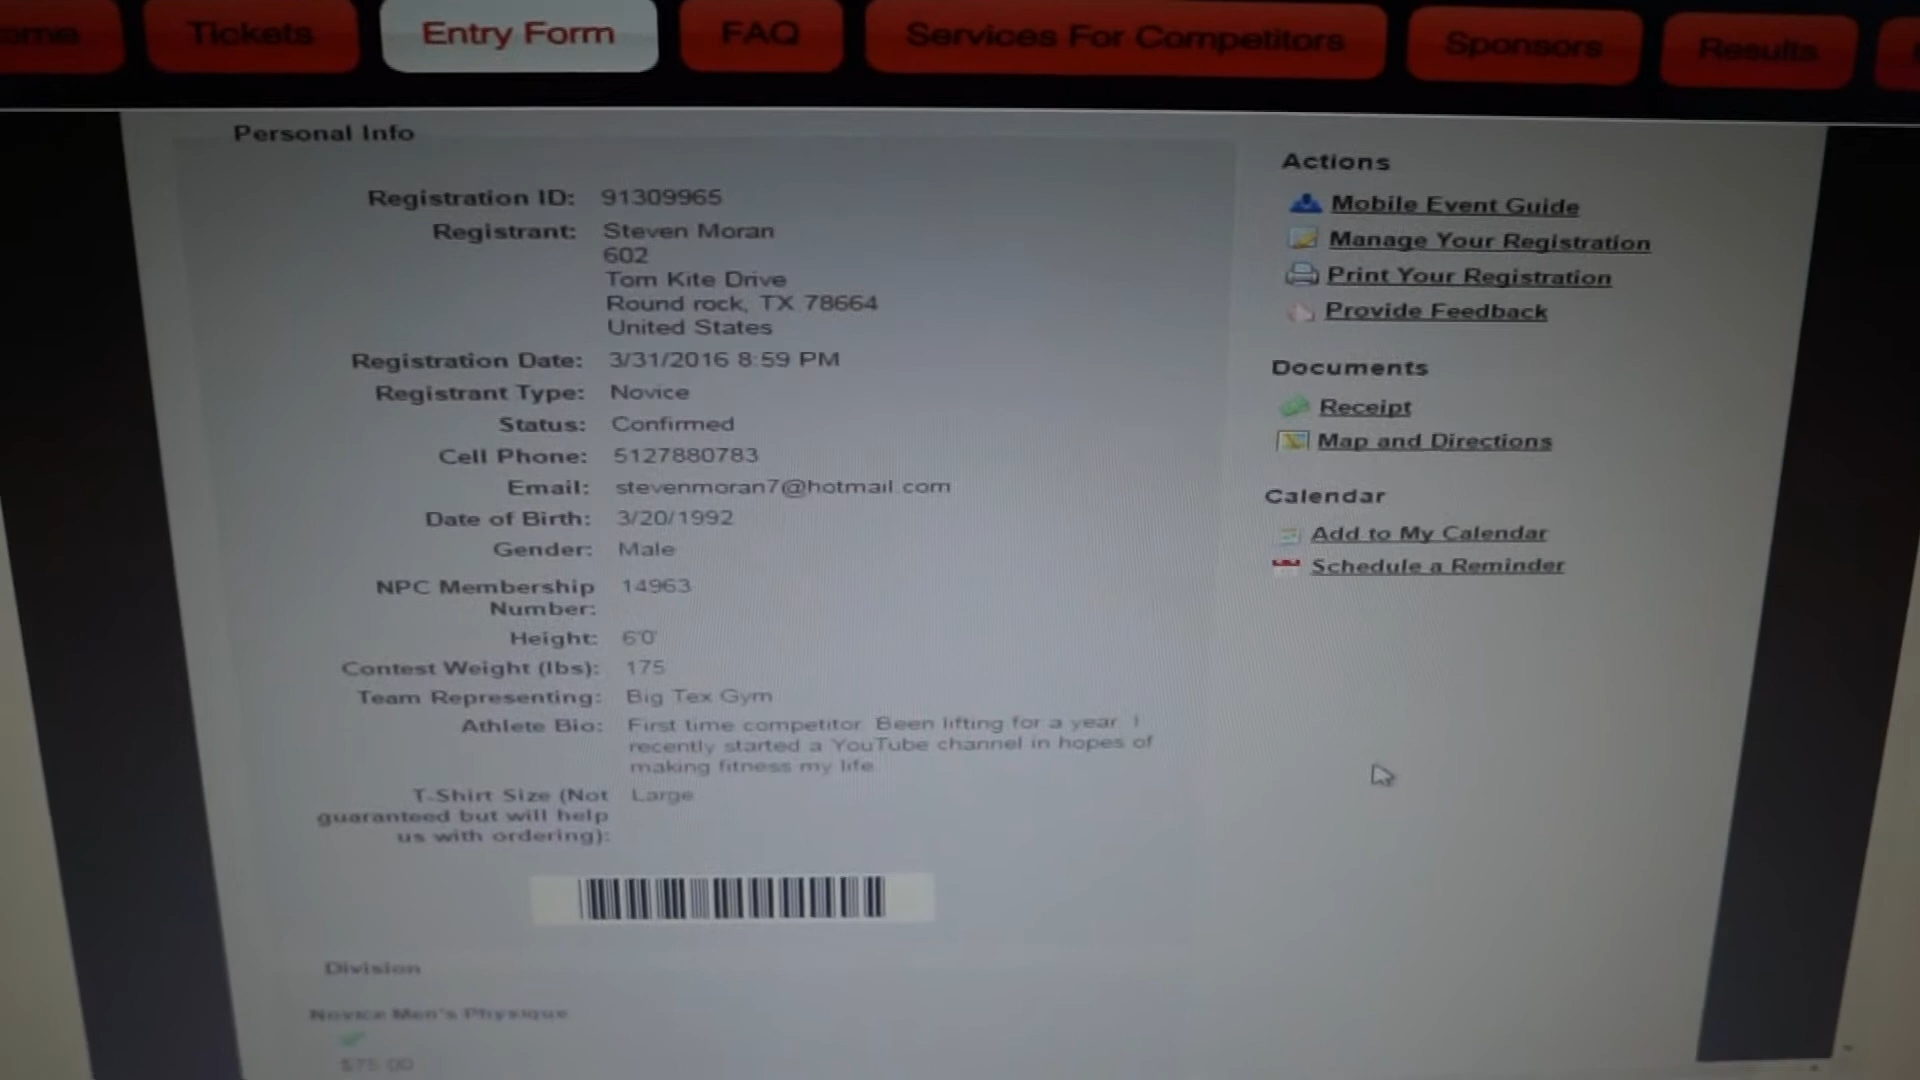 Tickets
Entry Form
FAQ
Services For Competitors
Sponsors
Results
Personal Info
Registration ID: 91309965
Registrant: Steven Moran
602
Tom Kite Drive
Round rock, TX 78664
United States
Registration Date: 3/31/2016 8:59 PM
Registrant Type: Novice
Status: Confirmed
Cell Phone: 5127880783
Email: stevenmoran7@hotmail.com
Date of Birth: 3/20/1992
Gender: Male
NPC Membership 14963
Number:
Height: 6'0
Contest Weight (lbs): 175
Team Representing: Big Tex Gym
Athlete Bio: First time competitor. Been lifting for a year. I
recently started a YouTube channel in hopes of
making fitness my life
T-Shirt Size (Not Large
guaranteed but will help
us with ordering):
Division
Novice Men's Physique
$75.00
Actions
Mobile Event Guide
Manage Your Registration
Print Your Registration
Provide Feedback
Documents
Receipt
Map and Directions
Calendar
Add to My Calendar
Schedule a Reminder